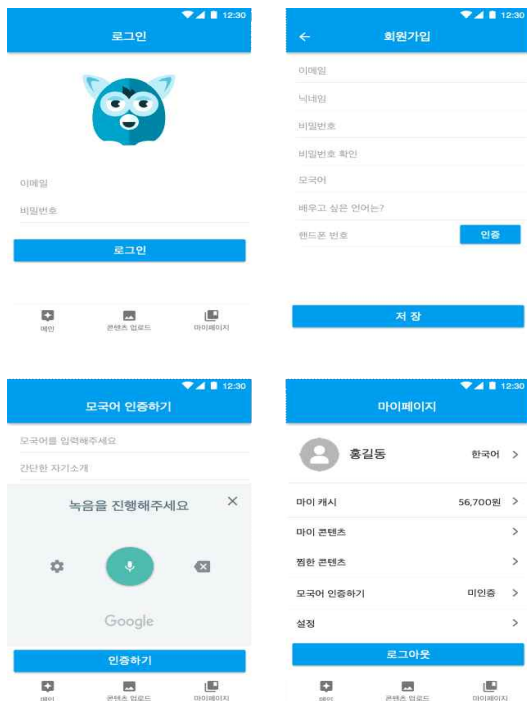 12:30
로그인
이메일
비밀번호
로그인
메인
콘텐츠 업로드
마이페이지
12:30
회원가입
이메일
닉네임
비밀번호
비밀번호 확인
모국어
배우고 싶은 언어는?
핸드폰 번호
인증
저 장
12:30
모국어 인증하기
모국어를 입력해주세요
간단한 자기소개
녹음을 진행해주세요
Google
인증하기
메인
콘텐츠 업로드
마이페이지
12:30
마이페이지
홍길동 한국어
마이 캐시 56,700원
마이 콘텐츠
찜한 콘텐츠
모국어 인증하기 미인증
설정
로그아웃
메인
콘텐츠 업로드
마이페이지